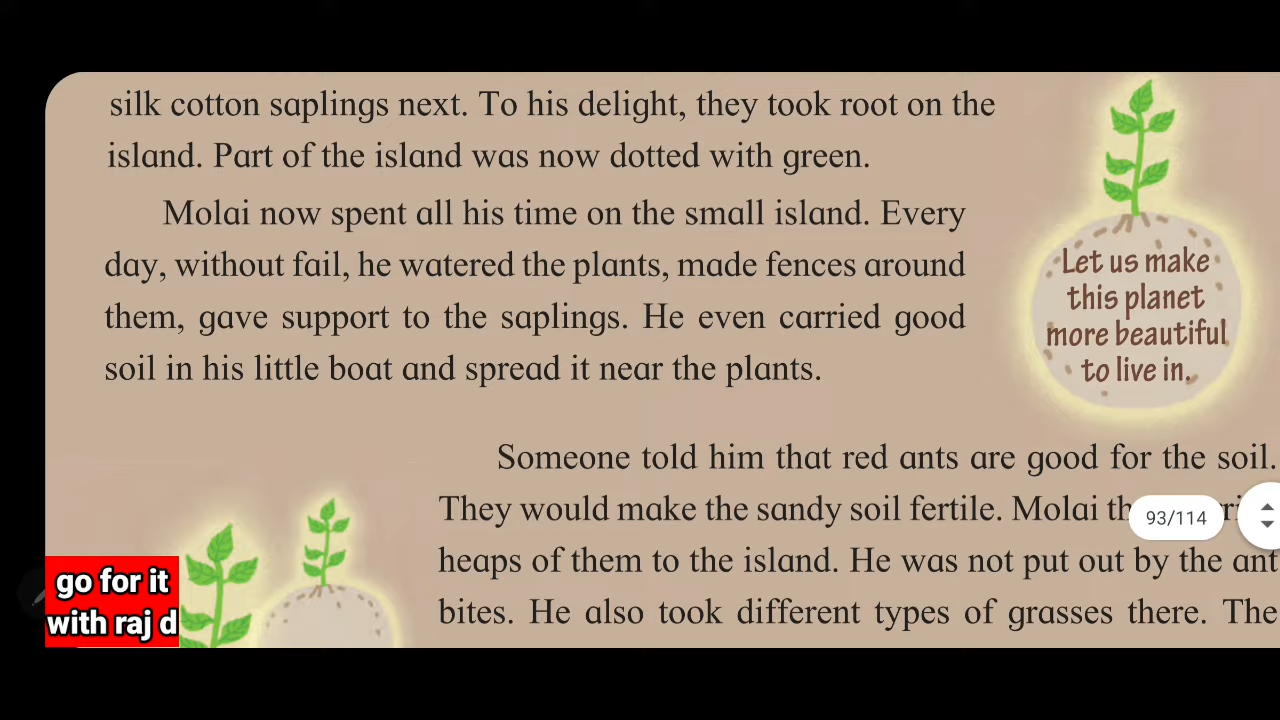 silk cotton saplings next. To his delight, they took root on the
island. Part of the island was now dotted with green.
Molai now spent all his time on the small island. Every
day, without fail, he watered the plants, made fences around
them, gave support to the saplings. He even carried good
soil in his little boat and spread it near the plants.
Let us make
this planet
more beautiful
to live in.
Someone told him that red ants are good for the soil.
They would make the sandy soil fertile. Molai
93/114
heaps of them to the island. He was not put out by the ant
bites. He also took different types of grasses there. The
go for it
with raj d